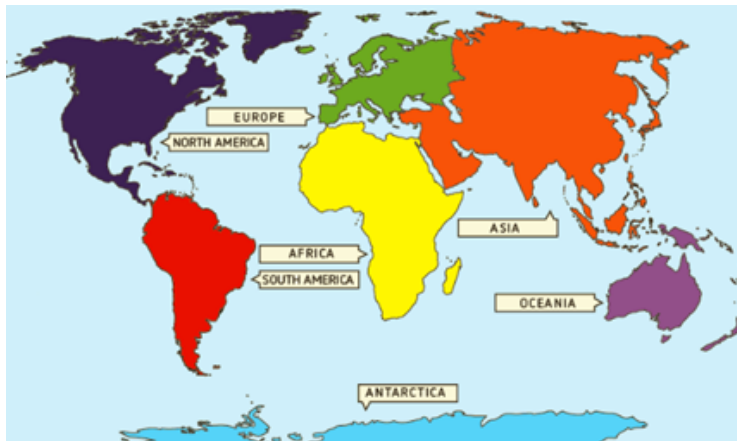 EUROPE
NORTH AMERICA
ASIA
AFRICA
SOUTH AMERICA
OCEANIA
ANTARCTICA